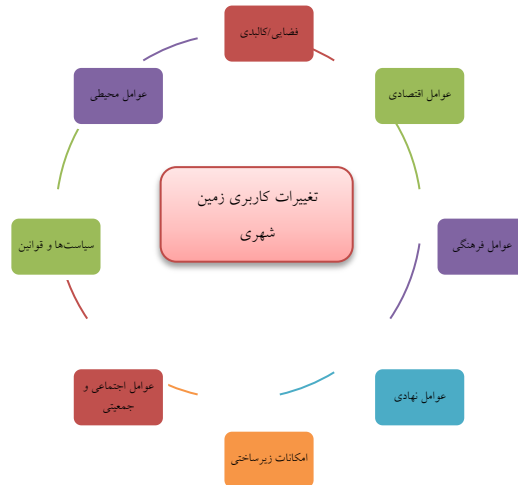 فضایی/کالبدی
عوامل اقتصادی
عوامل محیطی
تغییرات کاربری زمین
شهری
عوامل فرهنگی
سیاست‌ها و قوانین
عوامل نهادی
عوامل اجتماعی و
جمعیتی
امکانات زیرساختی